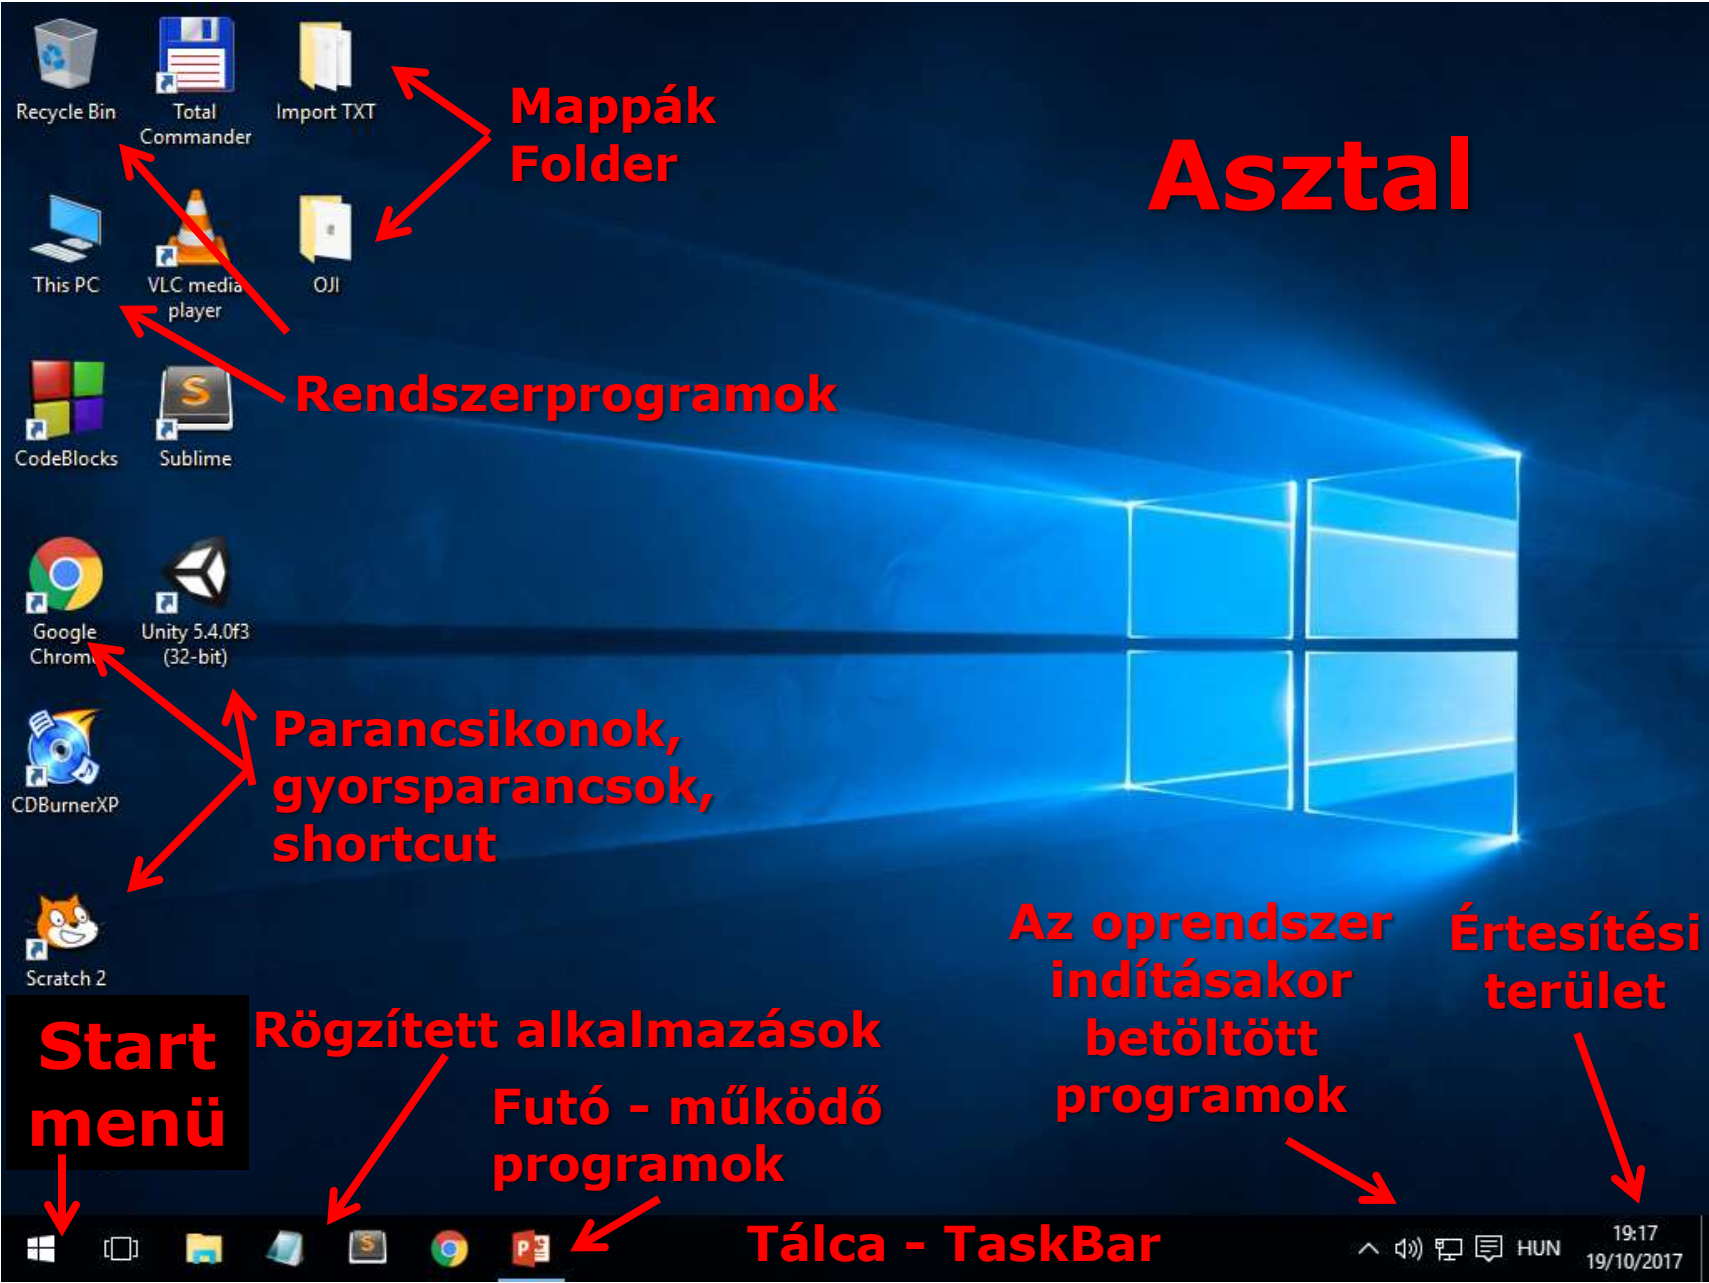 Recycle Bin
Total
Commander
Import TXT
Mappák
Folder
Asztal
This PC
VLC media
player
OJI
Rendszerprogramok
CodeBlocks
Sublime
Google
Chrome
Unity 5.4.0f3
(32-bit)
Parancsikonok,
gyorsparancsok,
shortcut
CDBurnerXP
Scratch 2
Az oprendszer
indításakor
betöltött
programok
Értesítési
terület
Start
menü
Rögzített alkalmazások
Futó - működő
programok
Tálca - TaskBar
HUN
19:17
19/10/2017